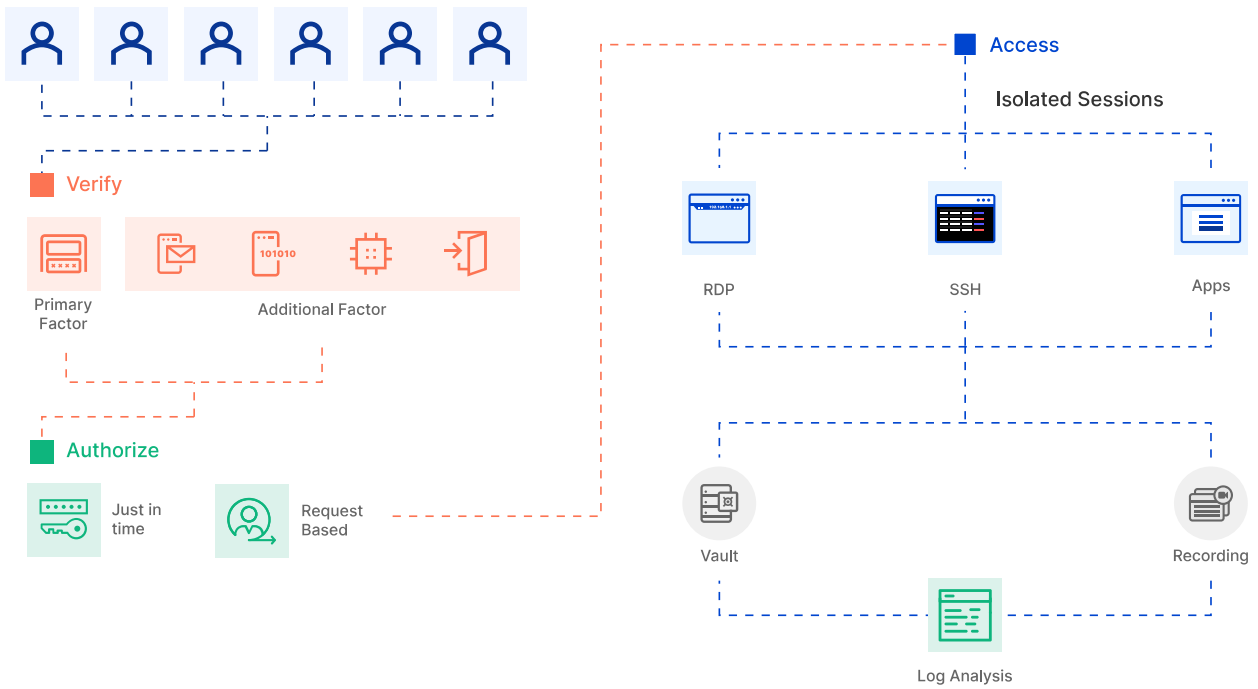 Verify
101010
Primary
Factor
Additional Factor
Authorize
Just in
time
Request
Based
Access
Isolated Sessions
RDP
SSH
Apps
Vault
Recording
Log Analysis